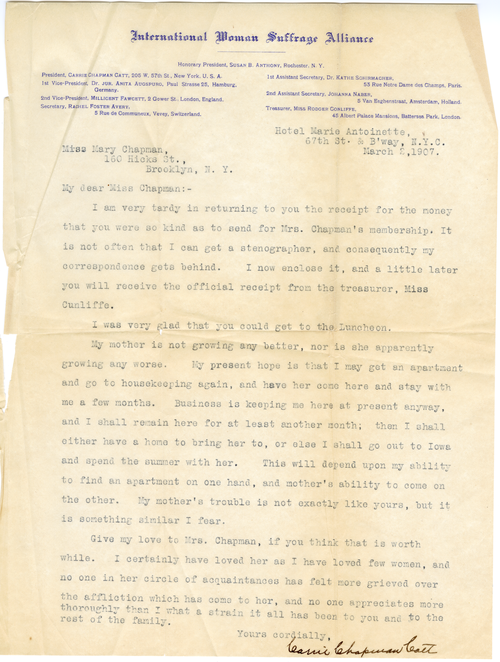 International Woman Suffrage Alliance
Honorary President, SUSAN B. ANTHONY, Rochester, N. Y.
President, CARRIE CHAPMAN CATT, 205 W. 57th St., New York, U. S. A.
1st Vice-President, DR. JUR. ANITA AUGSPURG, Paul Strasse 25, Hamburg, Germany.
2nd Vice-President, MILLICENT FAWCETT, 2 Gower St., London, England.
Secretary, RACHEL FOSTER AVERY,
5 Rue de Communaux, Vevey, Switzerland.
1st Assistant Secretary, DR. KATHE SCHIRMACHER,
53 Rue Notre Dame des Champs, Paris.
2nd Assistant Secretary, JOHANNA NABER,
5 Van Eeghenstraat, Amsterdam, Holland.
Treasurer, MISS RODGER CUNLIFFE,
45 Albert Palace Mansions, Battersea Park, London.
Hotel Marie Antoinette,
67th St. & B'way, N.Y.C.
March 2, 1907.
Miss Mary Chapman,
160 Hicks St.,
Brooklyn, N. Y.
My dear Miss Chapman:-
I am very tardy in returning to you the receipt for the money
that you were so kind as to send for Mrs. Chapman's membership. It
is not often that I can get a stenographer, and consequently my
correspondence gets behind. I now enclose it, and a little later
you will receive the official receipt from the treasurer, Miss
Cunliffe.
I was very glad that you could get to the Luncheon.
My mother is not growing any better, nor is she apparently
growing any worse. My present hope is that I may get an apartment
and go to housekeeping again, and have her come here and stay with
me a few months. Business is keeping me here at present anyway,
and I shall remain here for at least another month; then I shall
either have a home to bring her to, or else I shall go out to Iowa
and spend the summer with her. This will depend upon my ability
to find an apartment on one hand, and mother's ability to come on
the other. My mother's trouble is not exactly like yours, but it
is something similar I fear.
Give my love to Mrs. Chapman, if you think that is worth
while. I certainly have loved her as I have loved few women, and
no one in her circle of acquaintances has felt more grieved over
the affliction which has come to her, and no one appreciates more
thoroughly than I what a strain it all has been to you and to the
rest of the family.
Yours cordially,
Carrie Chapman Catt